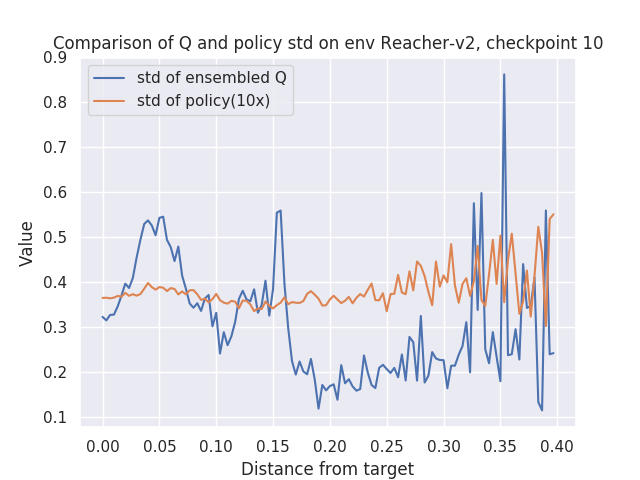 Comparison of Q and policy std on env Reacher-v2, checkpoint 10
0.9
std of ensembled Q
std of policy(10x)
0.8
0.7
0.6
0.5
0.4
0.3
0.2
0.1
Value
0.00 0.05 0.10 0.15 0.20 0.25 0.30 0.35 0.40
Distance from target